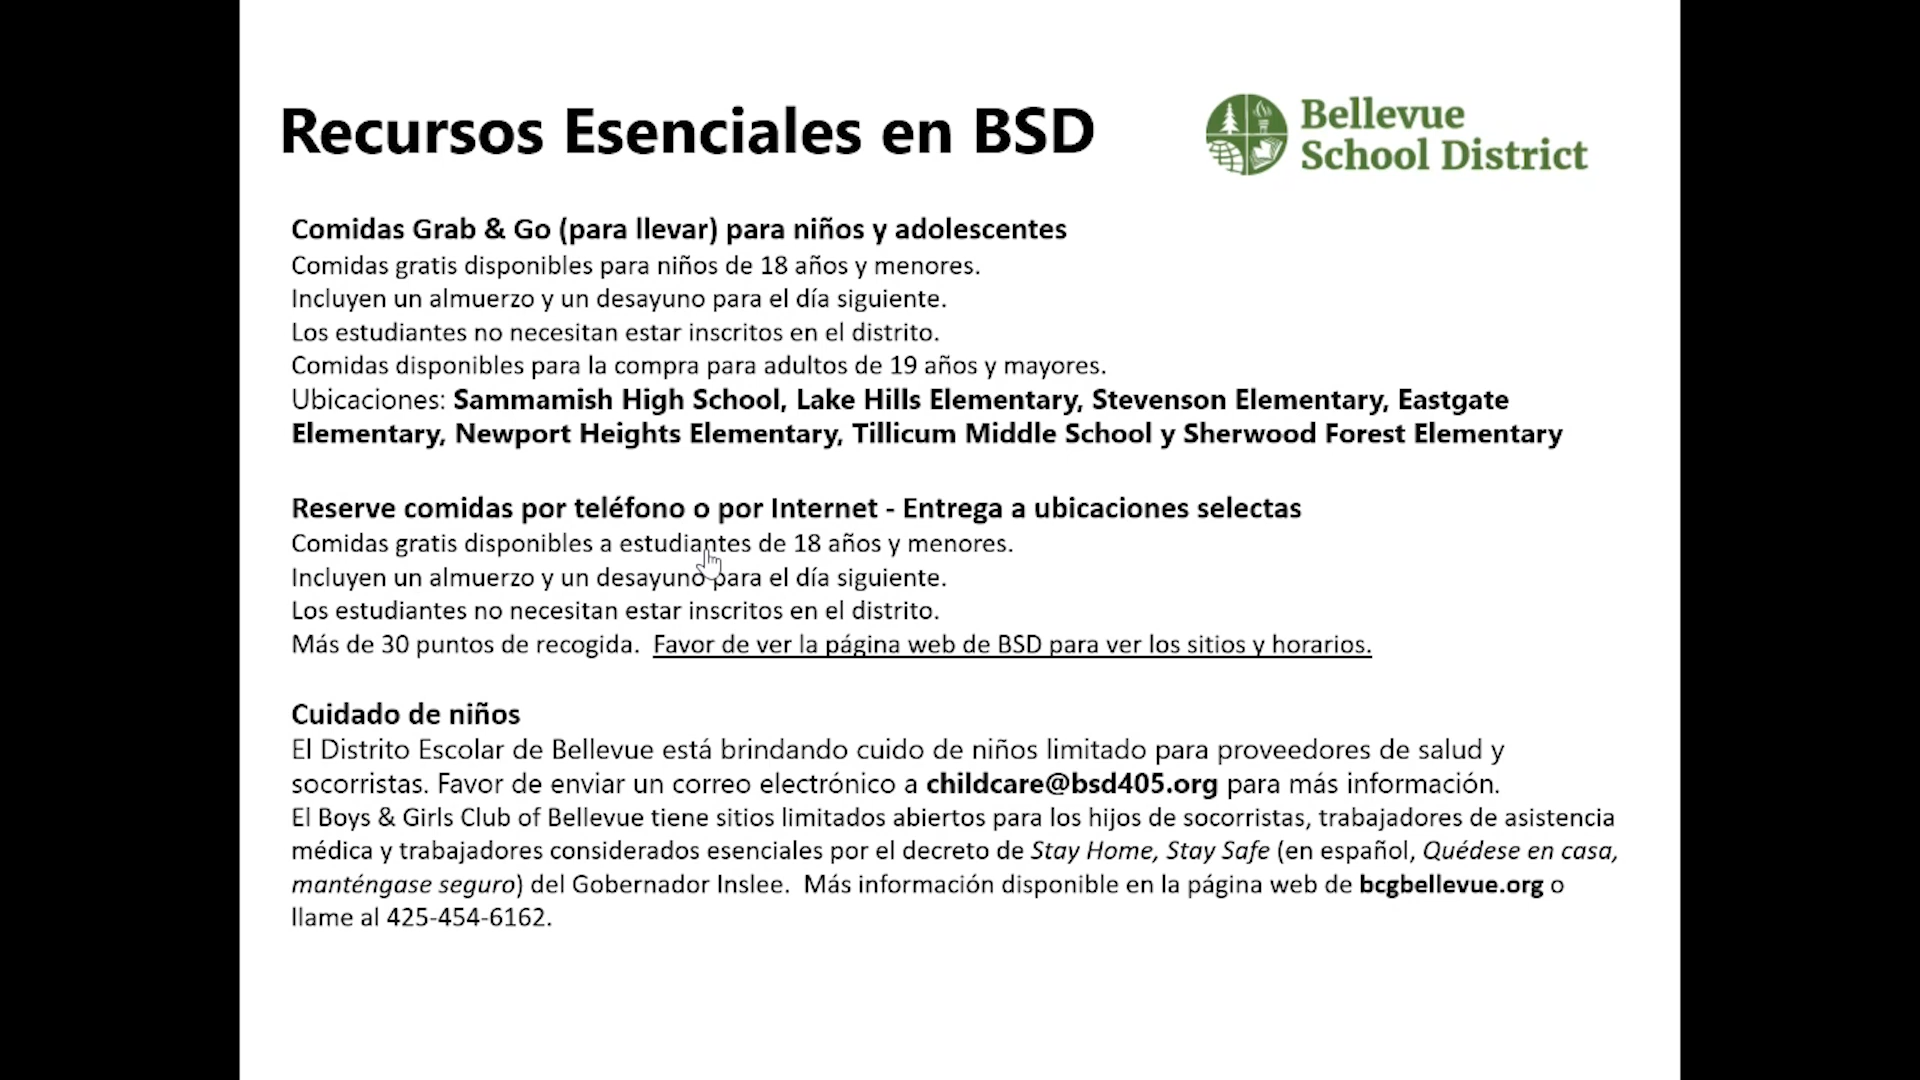 Recursos Esenciales en BSD
Bellevue
School District
Comidas Grab & Go (para llevar) para niños y adolescentes
Comidas gratis disponibles para niños de 18 años y menores.
Incluyen un almuerzo y un desayuno para el día siguiente.
Los estudiantes no necesitan estar inscritos en el distrito.
Comidas disponibles para la compra para adultos de 19 años y mayores.
Ubicaciones: Sammamish High School, Lake Hills Elementary, Stevenson Elementary, Eastgate
Elementary, Newport Heights Elementary, Tillicum Middle School y Sherwood Forest Elementary
Reserve comidas por teléfono o por Internet - Entrega a ubicaciones selectas
Comidas gratis disponibles a estudiantes de 18 años y menores.
Incluyen un almuerzo y un desayuno para el día siguiente.
Los estudiantes no necesitan estar inscritos en el distrito.
Más de 30 puntos de recogida. Favor de ver la página web de BSD para ver los sitios y horarios.
Cuidado de niños
El Distrito Escolar de Bellevue está brindando cuido de niños limitado para proveedores de salud y
socorristas. Favor de enviar un correo electrónico a childcare@bsd405.org para más información.
El Boys & Girls Club of Bellevue tiene sitios limitados abiertos para los hijos de socorristas, trabajadores de asistencia
médica y trabajadores considerados esenciales por el decreto de Stay Home, Stay Safe (en español, Quédese en casa,
manténgase seguro) del Gobernador Inslee. Más información disponible en la página web de bcgbellevue.org o
llame al 425-454-6162.